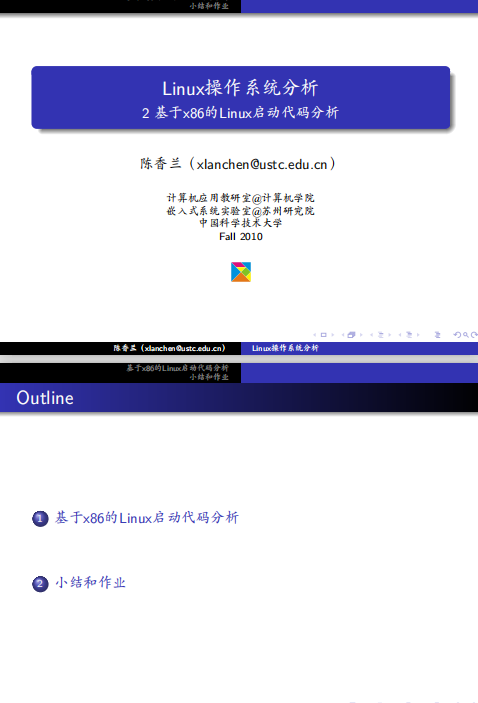 小结和作业
Linux操作系统分析
2 基于x86的Linux启动代码分析
陈香兰（xlanchen@ustc.edu.cn）
计算机应用教研室@计算机学院
嵌入式系统实验室@苏州研究院
中国科学技术大学
Fall 2010
陈香兰（xlanchen@ustc.edu.cn） Linux操作系统分析
基于x86的Linux启动代码分析
小结和作业
Outline
1 基于x86的Linux启动代码分析
2 小结和作业